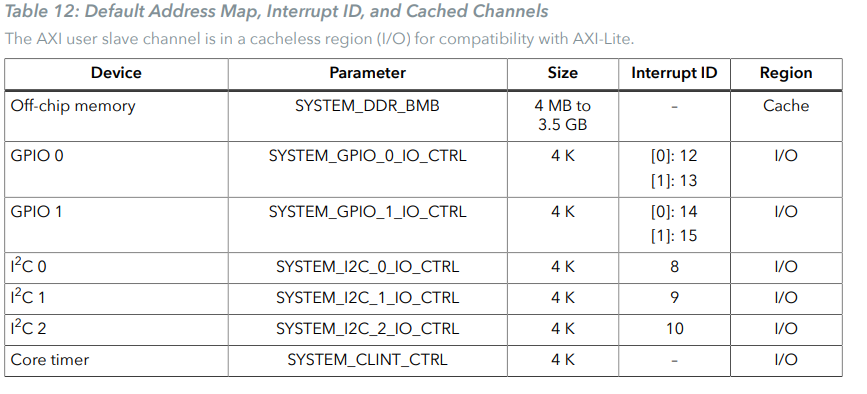 Table 12: Default Address Map, Interrupt ID, and Cached Channels
The AXI user slave channel is in a cacheless region (I/O) for compatibility with AXI-Lite.
Device Parameter Size Interrupt ID Region
Off-chip memory SYSTEM_DDR_BMB 4 MB to – Cache
3.5 GB
GPIO 0 SYSTEM_GPIO_0_IO_CTRL 4 K [0]: 12 I/O
[1]: 13
GPIO 1 SYSTEM_GPIO_1_IO_CTRL 4 K [0]: 14 I/O
[1]: 15
I²C 0 SYSTEM_I2C_0_IO_CTRL 4 K 8 I/O
I²C 1 SYSTEM_I2C_1_IO_CTRL 4 K 9 I/O
I²C 2 SYSTEM_I2C_2_IO_CTRL 4 K 10 I/O
Core timer SYSTEM_CLINT_CTRL 4 K – I/O